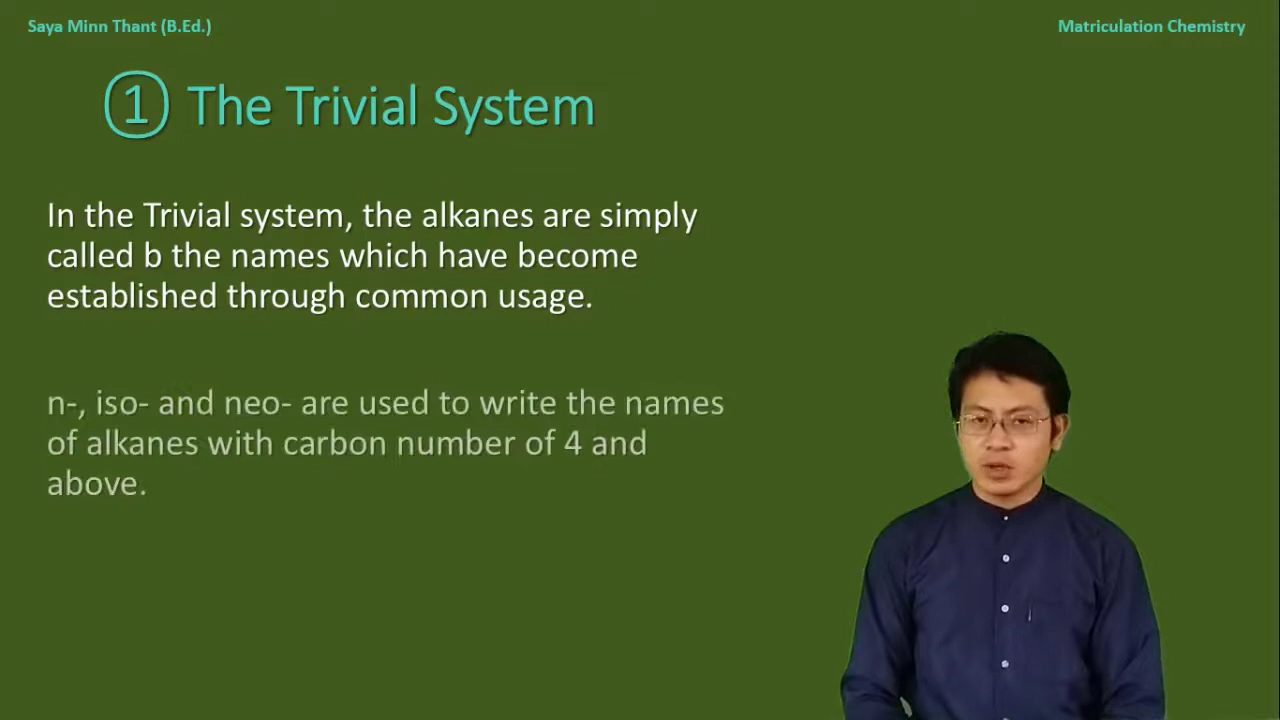 Saya Minn Thant (B.Ed.)
Matriculation Chemistry
① The Trivial System
In the Trivial system, the alkanes are simply
called b the names which have become
established through common usage.
n-, iso- and neo- are used to write the names
of alkanes with carbon number of 4 and
above.